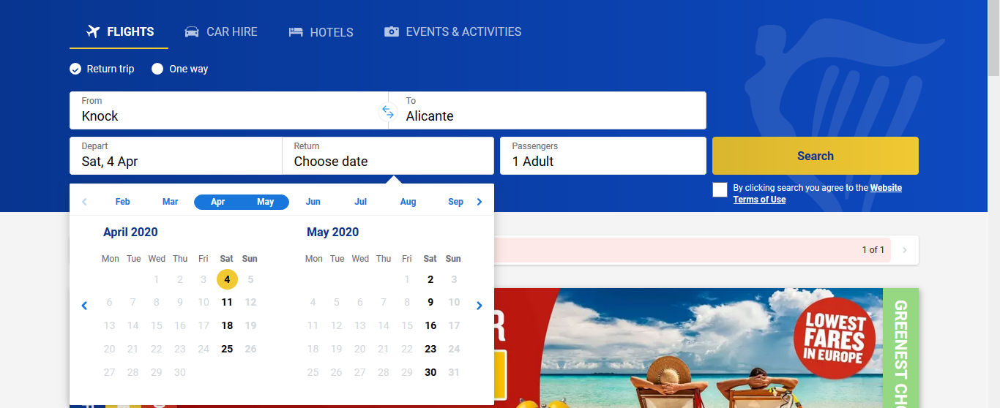 FLIGHTS CAR HIRE HOTELS EVENTS & ACTIVITIES
Return trip One way
From To
Knock Alicante
Depart Return Passengers
Sat, 4 Apr Choose date 1 Adult Search
By clicking search you agree to the Website
Terms of Use
Feb Mar Apr May Jun Jul Aug Sep
April 2020 May 2020
Mon Tue Wed Thu Fri Sat Sun Mon Tue Wed Thu Fri Sat Sun
1 2 3 4 5 1 2 3
6 7 8 9 10 11 12 4 5 6 7 8 9 10
13 14 15 16 17 18 19 11 12 13 14 15 16 17
20 21 22 23 24 25 26 18 19 20 21 22 23 24
27 28 29 30 25 26 27 28 29 30 31
1 of 1
R
LOWEST
FARES
IN EUROPE
GREENEST CH